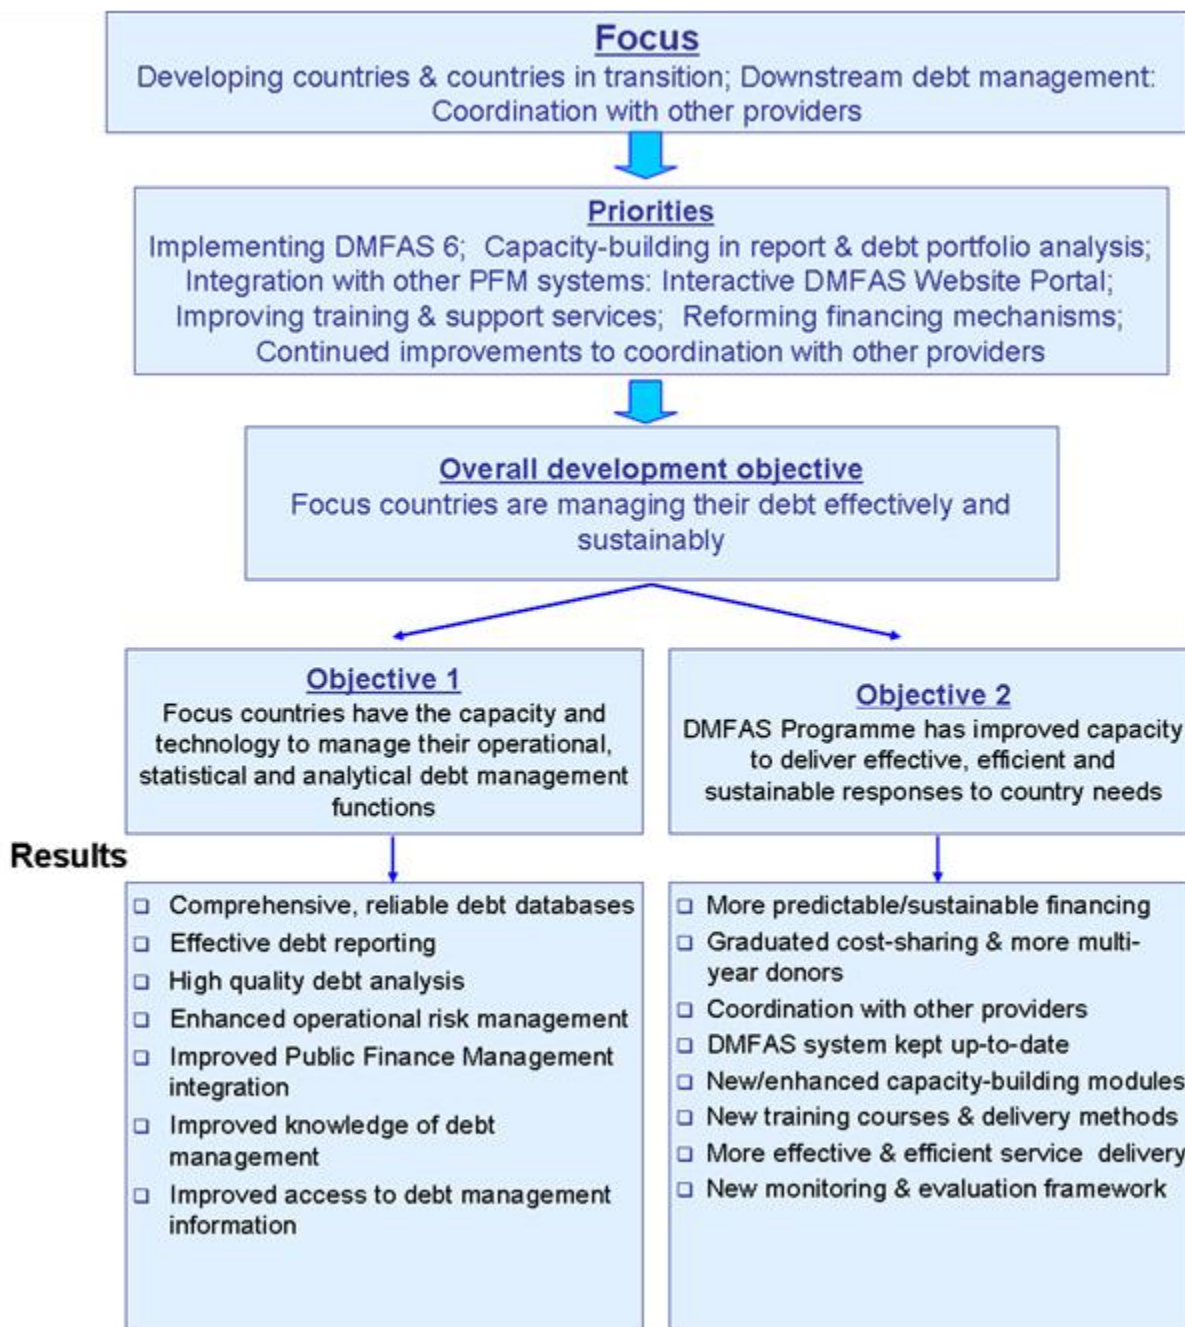 Focus
Developing countries & countries in transition; Downstream debt management:
Coordination with other providers
Priorities
Implementing DMFAS 6; Capacity-building in report & debt portfolio analysis;
Integration with other PFM systems: Interactive DMFAS Website Portal;
Improving training & support services; Reforming financing mechanisms;
Continued improvements to coordination with other providers
Overall development objective
Focus countries are managing their debt effectively and
sustainably
Objective 1
Focus countries have the capacity and
technology to manage their operational,
statistical and analytical debt management
functions
Objective 2
DMFAS Programme has improved capacity
to deliver effective, efficient and
sustainable responses to country needs
Results
Comprehensive, reliable debt databases
Effective debt reporting
High quality debt analysis
Enhanced operational risk management
Improved Public Finance Management
integration
Improved knowledge of debt
management
Improved access to debt management
information
More predictable/sustainable financing
Graduated cost-sharing & more multi-
year donors
Coordination with other providers
DMFAS system kept up-to-date
New/enhanced capacity-building modules
New training courses & delivery methods
More effective & efficient service delivery
New monitoring & evaluation framework